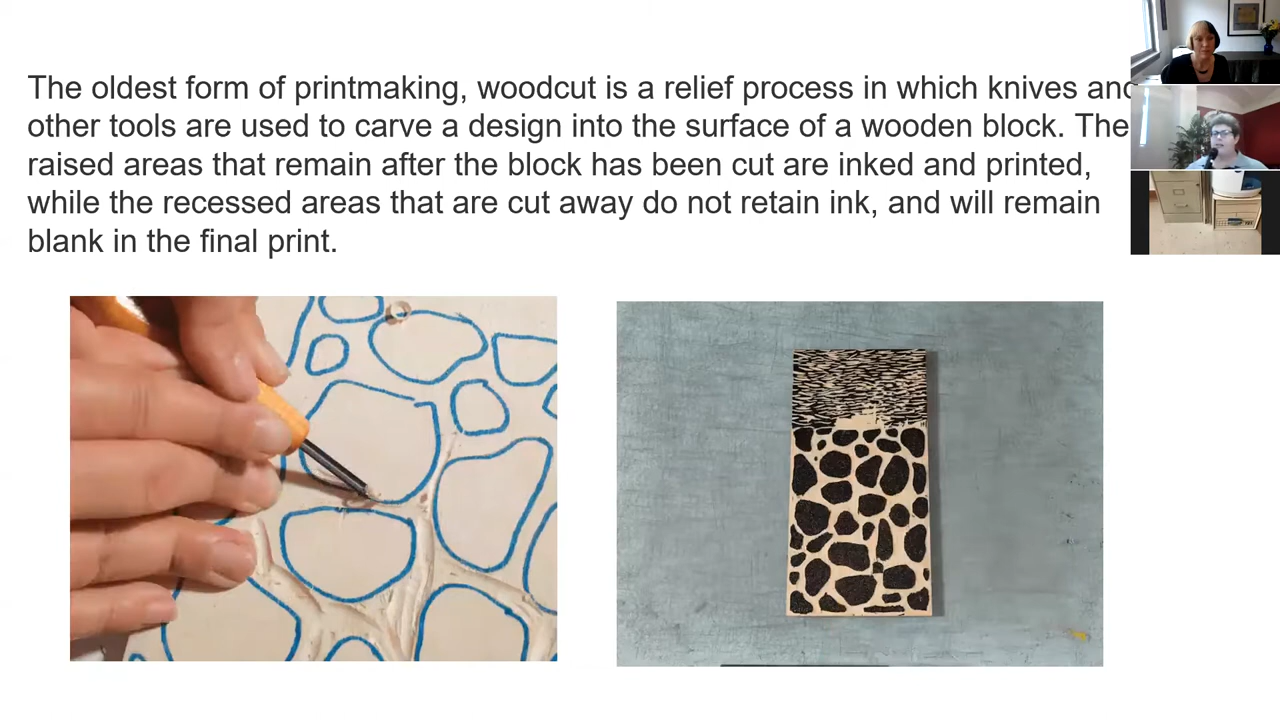 The oldest form of printmaking, woodcut is a relief process in which knives and
other tools are used to carve a design into the surface of a wooden block. The
raised areas that remain after the block has been cut are inked and printed,
while the recessed areas that are cut away do not retain ink, and will remain
blank in the final print.